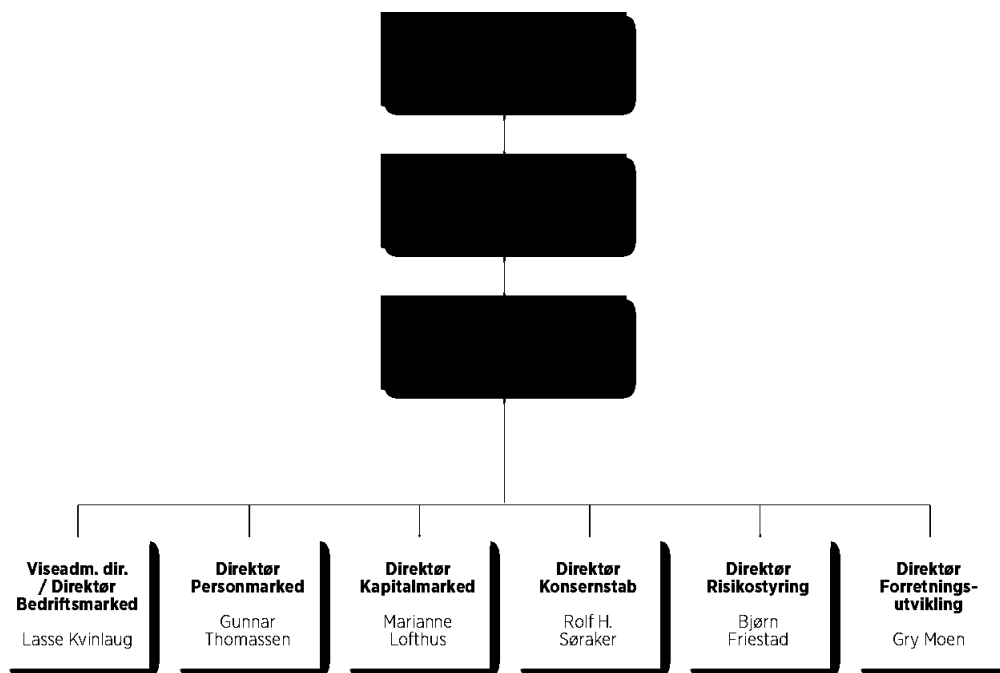 Viseadm. dir.
/ Direktør
Bedriftsmarked
Lasse Kvinlaug
Direktør
Personmarked
Gunnar
Thomassen
Direktør
Kapitalmarked
Marianne
Lofthus
Direktør
Konsernstab
Rolf H.
Søraker
Direktør
Risikostyring
Bjørn
Friestad
Direktør
Forretnings-
utvikling
Gry Moen